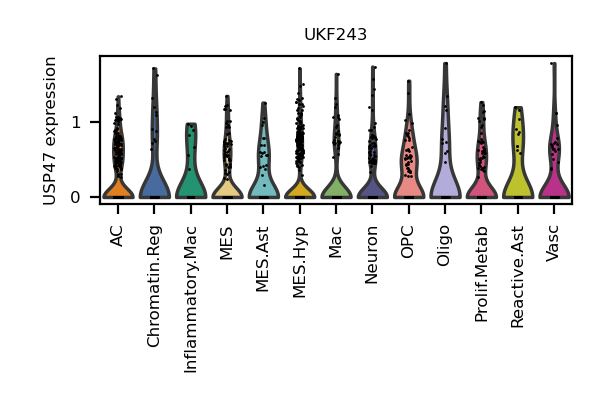 UKF243
USP47 expression
1
0
AC
Chromatin.Reg
Inflammatory.Mac
MES
MES.Ast
MES.Hyp
Mac
Neuron
OPC
Oligo
Prolif.Metab
Reactive.Ast
Vasc